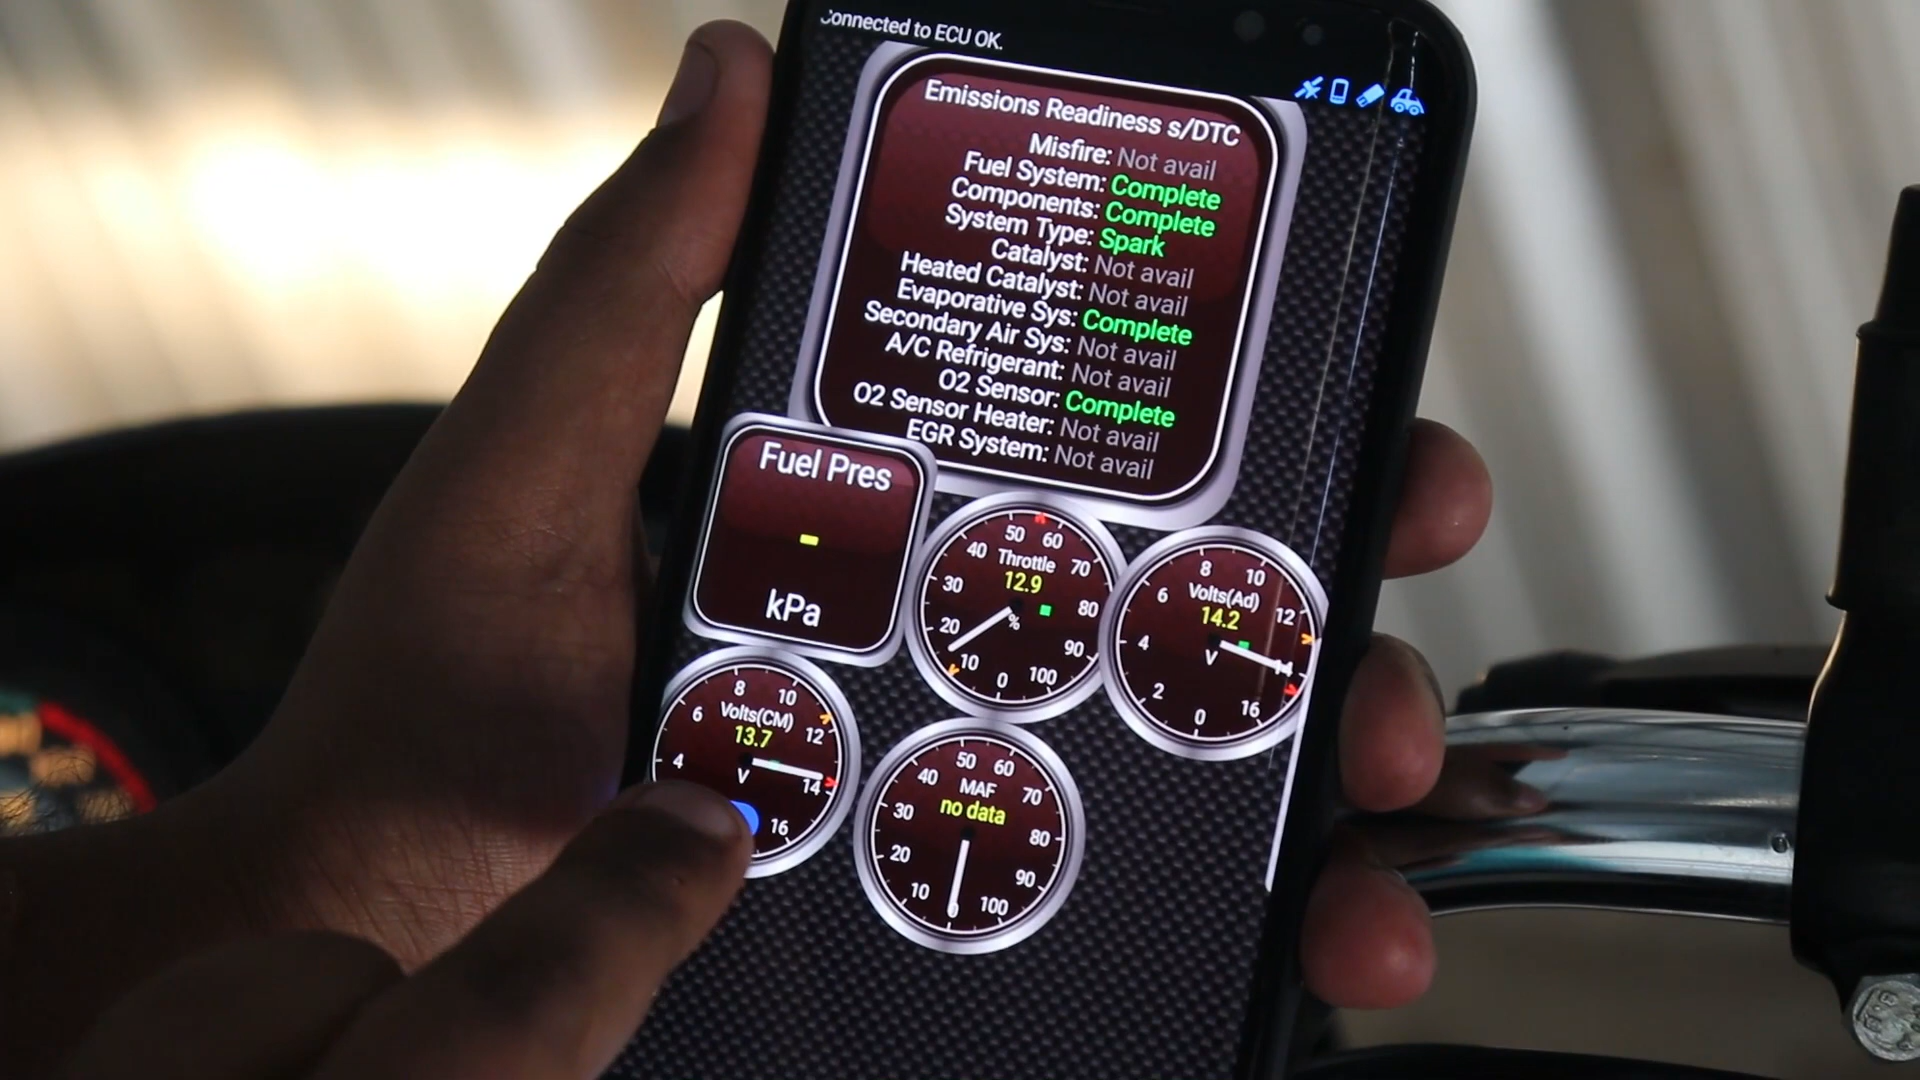 Connected to ECU OK.
Emissions Readiness s/DTC
Misfire: Not avail
Fuel System: Complete
Components: Complete
System Type: Spark
Catalyst: Not avail
Heated Catalyst: Not avail
Evaporative Sys: Complete
Secondary Air Sys: Not avail
A/C Refrigerant: Not avail
O2 Sensor: Complete
O2 Sensor Heater: Not avail
EGR System: Not avail
Fuel Pres
kPa
50 60
40 Throttle 70
30 12.9 80
20 % 90
10 0 100
8 10
6 Volts(Ad) 12
14.2
4 V 14
2 0 16
8 10
6 Volts(CM) 12
13.7
4 V 14
16
50 60
40 MAF 70
30 no data 80
20 90
10 0 100